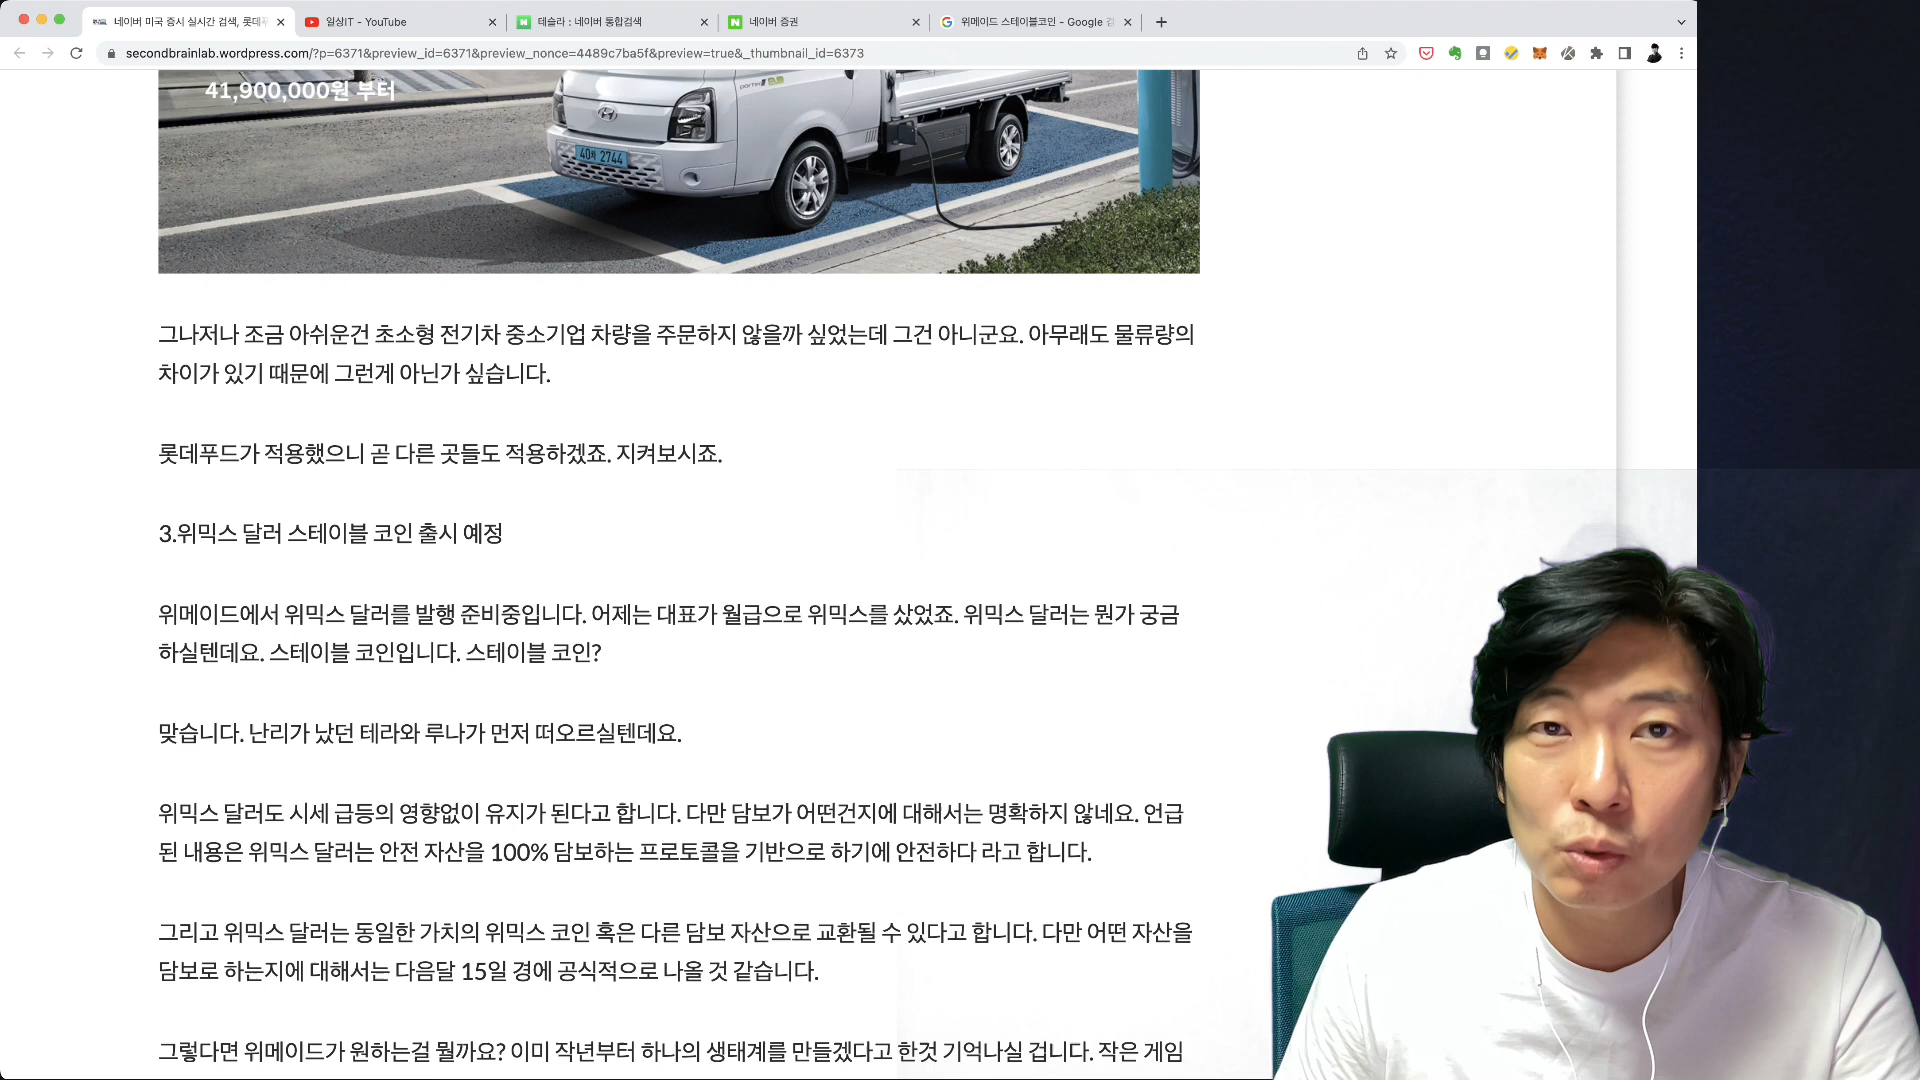 네이버 미국 증시 실시간 검색, 롯데푸
일상IT - YouTube
테슬라 : 네이버 통합검색
네이버 증권
위메이드 스테이블코인 - Google 검
secondbrainlab.wordpress.com/?p=6371&preview_id=6371&preview_nonce=4489c7ba5f&preview=true&_thumbnail_id=6373
41,900,000원 부터
40하 2744
그나저나 조금 아쉬운건 초소형 전기차 중소기업 차량을 주문하지 않을까 싶었는데 그건 아니군요. 아무래도 물류량의
차이가 있기 때문에 그런게 아닌가 싶습니다.
롯데푸드가 적용했으니 곧 다른 곳들도 적용하겠죠. 지켜보시죠.
3.위믹스 달러 스테이블 코인 출시 예정
위메이드에서 위믹스 달러를 발행 준비중입니다. 어제는 대표가 월급으로 위믹스를 샀었죠. 위믹스 달러는 뭔가 궁금
하실텐데요. 스테이블 코인입니다. 스테이블 코인?
맞습니다. 난리가 났던 테라와 루나가 먼저 떠오르실텐데요.
위믹스 달러도 시세 급등의 영향없이 유지가 된다고 합니다. 다만 담보가 어떤건지에 대해서는 명확하지 않네요. 언급
된 내용은 위믹스 달러는 안전 자산을 100% 담보하는 프로토콜을 기반으로 하기에 안전하다 라고 합니다.
그리고 위믹스 달러는 동일한 가치의 위믹스 코인 혹은 다른 담보 자산으로 교환될 수 있다고 합니다. 다만 어떤 자산을
담보로 하는지에 대해서는 다음달 15일 경에 공식적으로 나올 것 같습니다.
그렇다면 위메이드가 원하는걸 뭘까요? 이미 작년부터 하나의 생태계를 만들겠다고 한것 기억나실 겁니다. 작은 게임